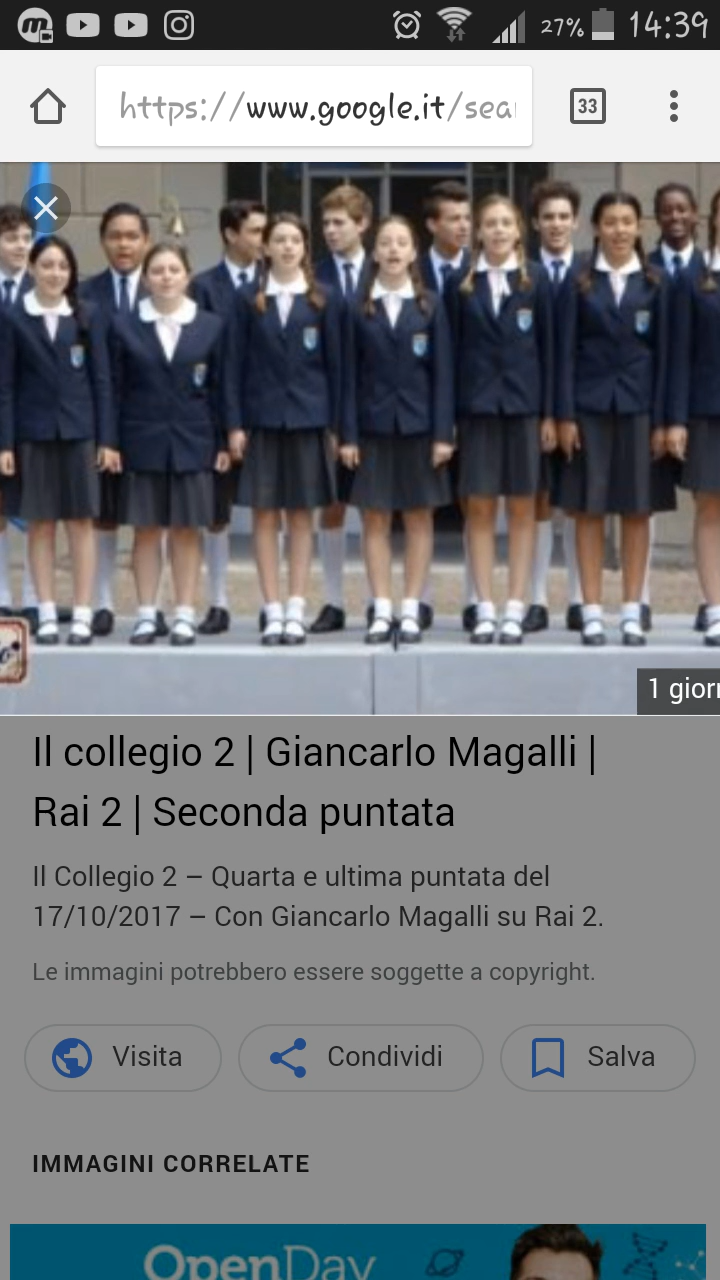 27% 14:39
https://www.google.it/sea
33
1 gior
Il collegio 2 | Giancarlo Magalli |
Rai 2 | Seconda puntata
Il Collegio 2 – Quarta e ultima puntata del
17/10/2017 – Con Giancarlo Magalli su Rai 2.
Le immagini potrebbero essere soggette a copyright.
Visita
Condividi
Salva
IMMAGINI CORRELATE
OpenDay